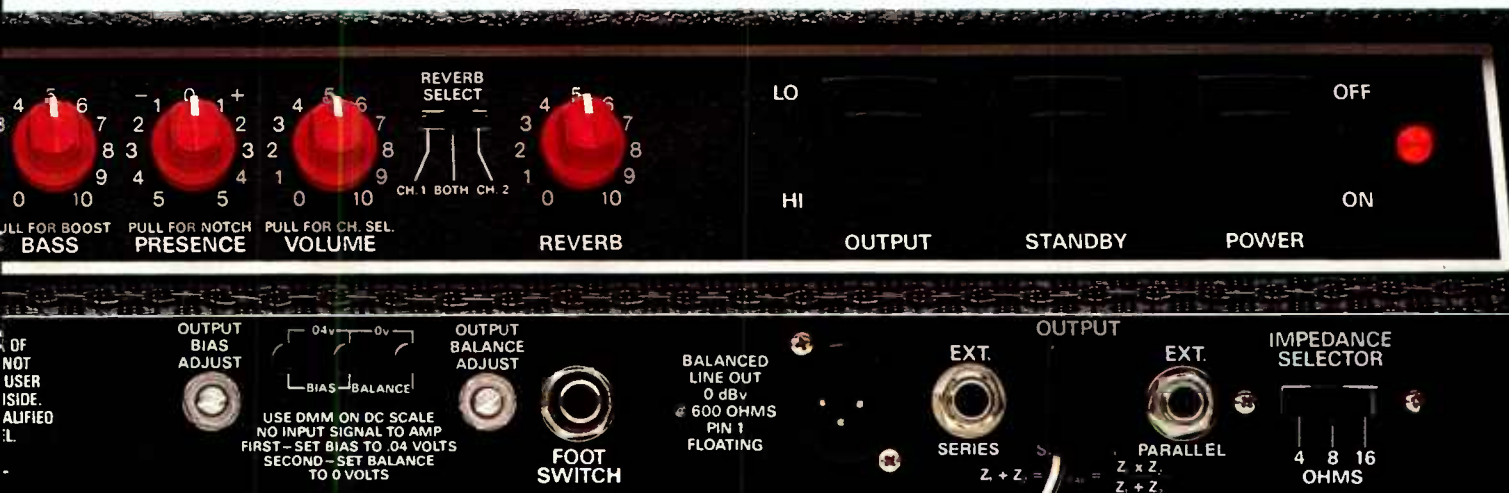 REVERB
SELECT
4 5 6
7
8
9
0 10
BOOST
BASS
- 0 +
1 1
2 2
3 3
4 4
5 5
PULL FOR NOTCH
PRESENCE
4 5 6
3 7
2 8
1 9
0 10
PULL FOR CH. SEL.
VOLUME
CH. 1 BOTH CH. 2
4 5 6
3 7
2 8
1 9
0 10
REVERB
LO
HI
OUTPUT
STANDBY
POWER
OFF
ON
OF
NOT
USER
OUTPUT
BIAS
ADJUST
.04v 0v
BIAS BALANCE
OUTPUT
BALANCE
ADJUST
USE DMM ON DC SCALE
NO INPUT SIGNAL TO AMP
FIRST – SET BIAS TO .04 VOLTS
SECOND – SET BALANCE
TO 0 VOLTS
FOOT
SWITCH
BALANCED
LINE OUT
0 dBv
@ 600 OHMS
PIN 1
FLOATING
OUTPUT
EXT.
SERIES
EXT.
PARALLEL
IMPEDANCE
SELECTOR
4 8 16
OHMS